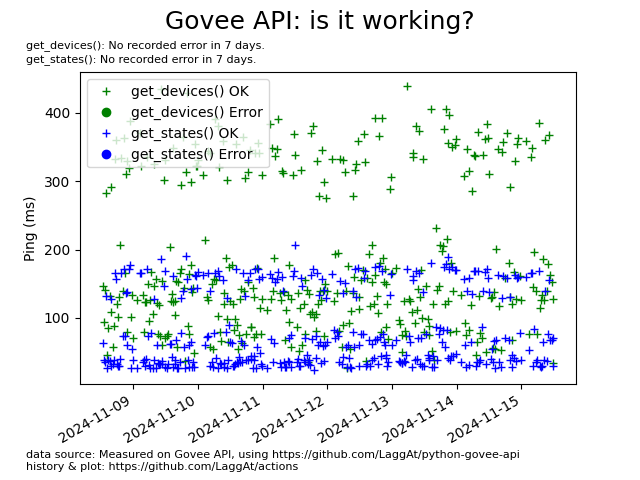 Govee API: is it working?
get_devices(): No recorded error in 7 days.
get_states(): No recorded error in 7 days.
get_devices() OK
get_devices() Error
get_states() OK
get_states() Error
Ping (ms)
400
300
200
100
2024-11-09
2024-11-10
2024-11-11
2024-11-12
2024-11-13
2024-11-14
2024-11-15
data source: Measured on Govee API, using https://github.com/LaggAt/python-govee-api
history & plot: https://github.com/LaggAt/actions